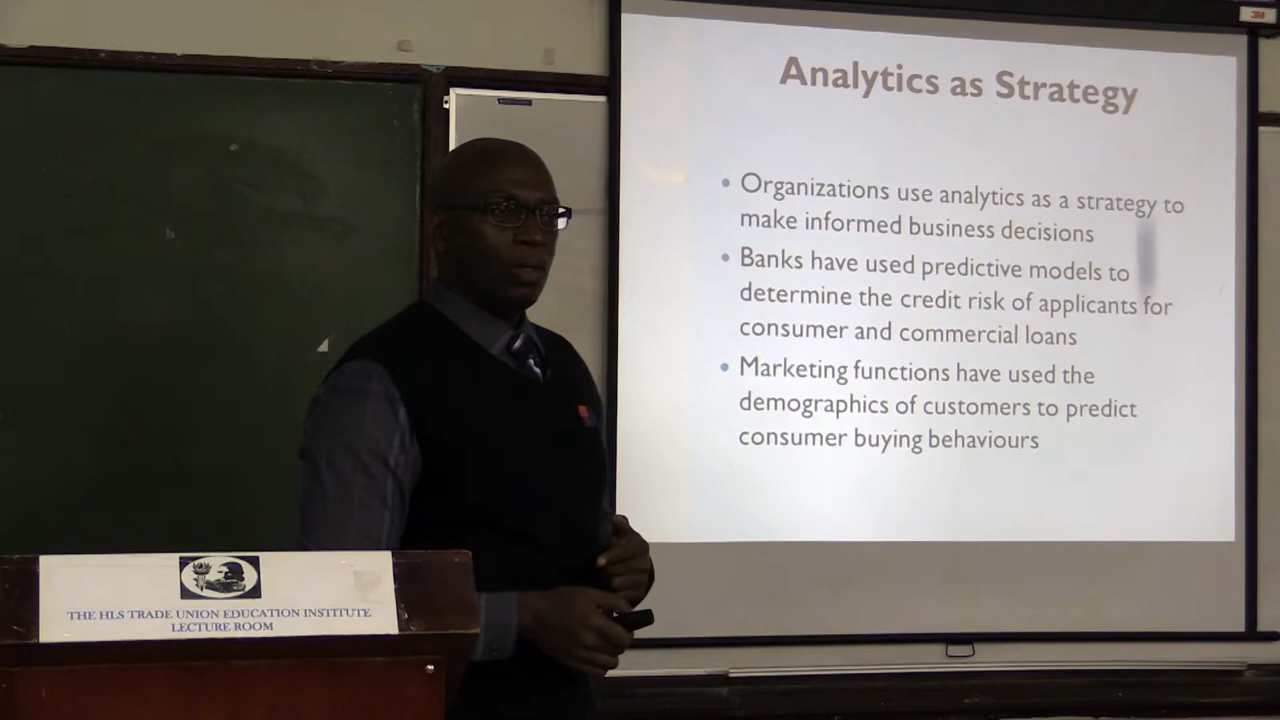 3M
Analytics as Strategy
• Organizations use analytics as a strategy to
make informed business decisions
• Banks have used predictive models to
determine the credit risk of applicants for
consumer and commercial loans
• Marketing functions have used the
demographics of customers to predict
consumer buying behaviours
THE HLS TRADE UNION EDUCATION INSTITUTE
LECTURE ROOM